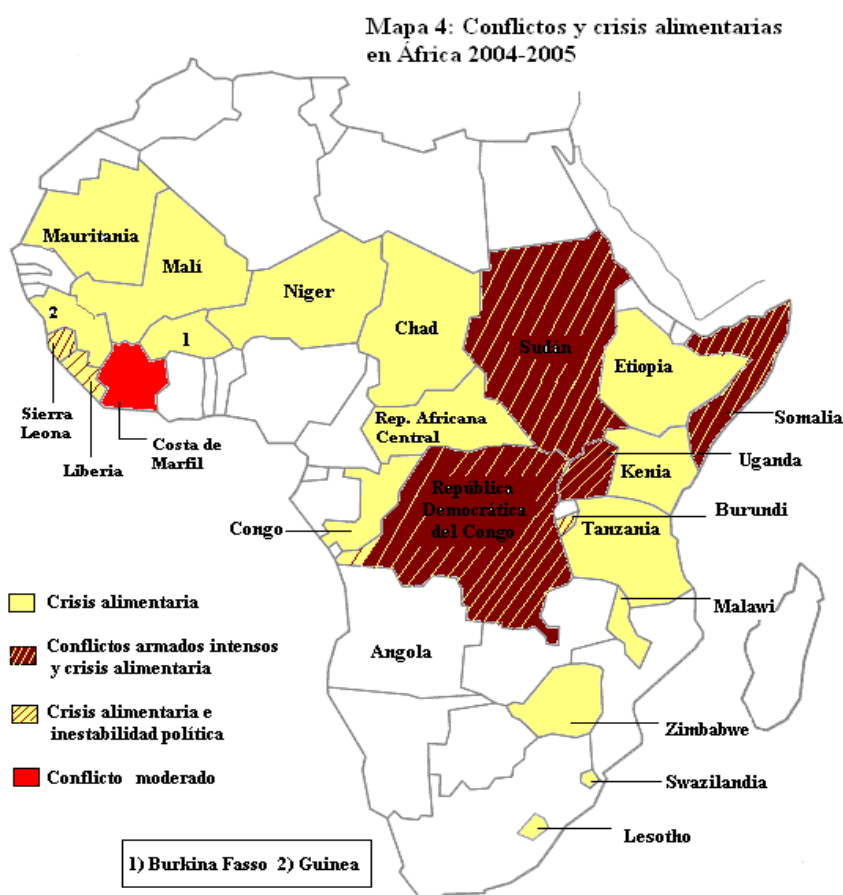 Mapa 4: Conflictos y crisis alimentarias
en África 2004-2005
Mauritania
Malí
Niger
Chad
Sudán
Etiopia
Somalia
2
1
Sierra
Leona
Liberia
Costa de
Marfil
Rep. Africana
Central
Uganda
Kenia
República
Democrática
del Congo
Congo
Burundi
Tanzania
Malawi
Angola
Zimbabwe
Swazilandia
Lesotho
Crisis alimentaria
Conflictos armados intensos
y crisis alimentaria
Crisis alimentaria e
inestabilidad política
Conflicto moderado
1) Burkina Fasso 2) Guinea